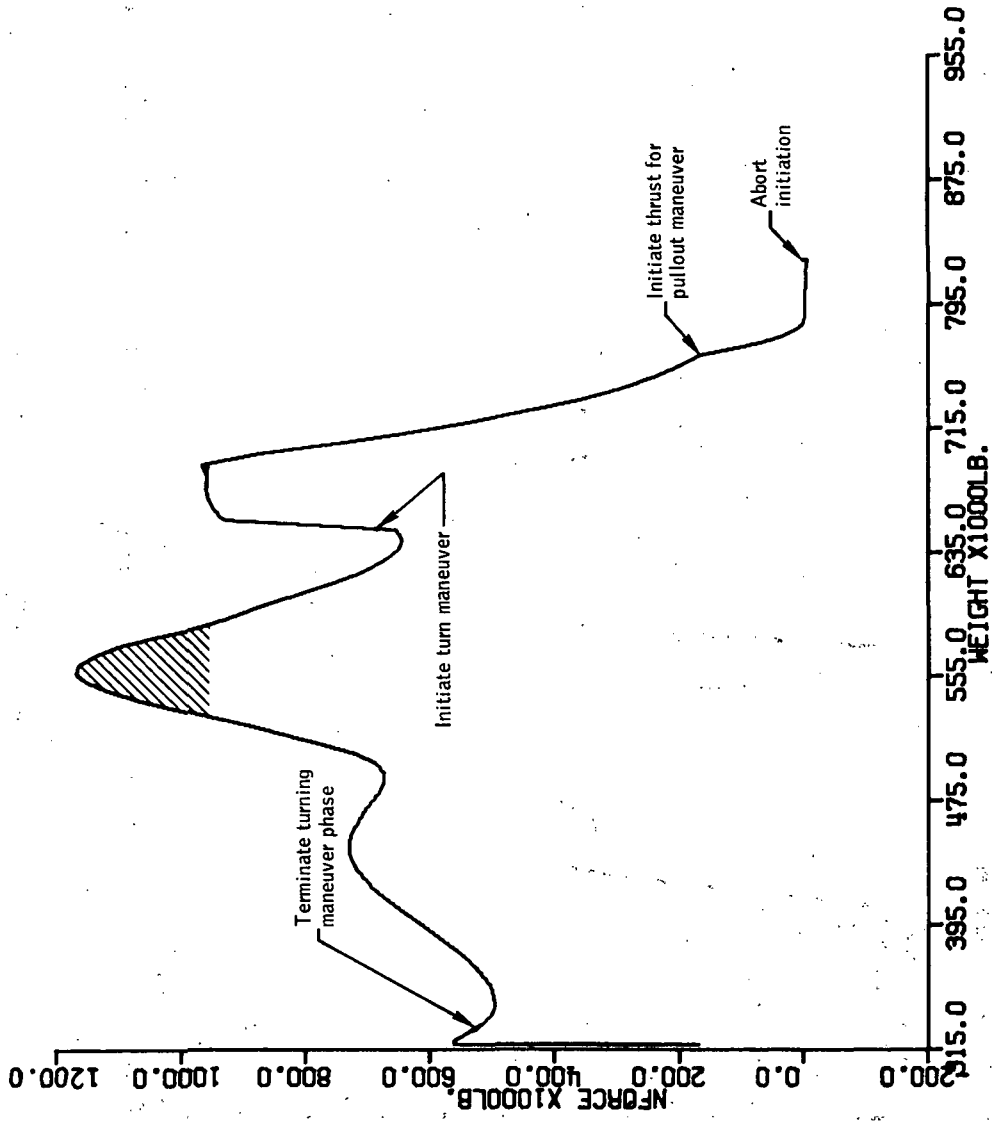 1200.0
1000.0
800.0
600.0
400.0
200.0
0.0
200.0
NFORCE X1000LB.
315.0
395.0
475.0
555.0
635.0
715.0
795.0
875.0
955.0
WEIGHT X1000LB.
Terminate turning
maneuver phase
Initiate turn maneuver
Initiate thrust for
pullout maneuver
Abort
initiation